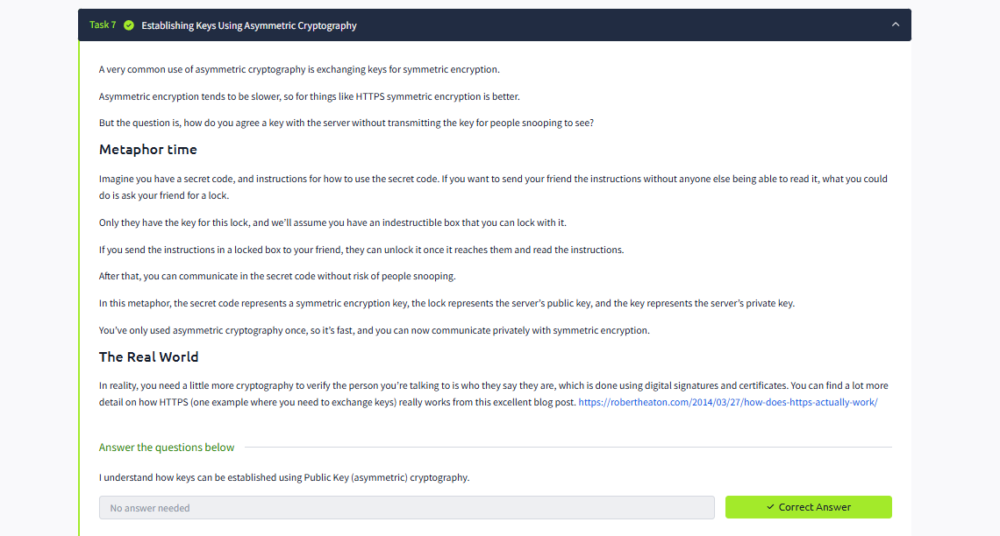 Task 7 Establishing Keys Using Asymmetric Cryptography
A very common use of asymmetric cryptography is exchanging keys for symmetric encryption.
Asymmetric encryption tends to be slower, so for things like HTTPS symmetric encryption is better.
But the question is, how do you agree a key with the server without transmitting the key for people snooping to see?
Metaphor time
Imagine you have a secret code, and instructions for how to use the secret code. If you want to send your friend the instructions without anyone else being able to read it, what you could
do is ask your friend for a lock.
Only they have the key for this lock, and we’ll assume you have an indestructible box that you can lock with it.
If you send the instructions in a locked box to your friend, they can unlock it once it reaches them and read the instructions.
After that, you can communicate in the secret code without risk of people snooping.
In this metaphor, the secret code represents a symmetric encryption key, the lock represents the server’s public key, and the key represents the server’s private key.
You’ve only used asymmetric cryptography once, so it’s fast, and you can now communicate privately with symmetric encryption.
The Real World
In reality, you need a little more cryptography to verify the person you’re talking to is who they say they are, which is done using digital signatures and certificates. You can find a lot more
detail on how HTTPS (one example where you need to exchange keys) really works from this excellent blog post. https://robertheaton.com/2014/03/27/how-does-https-actually-work/
Answer the questions below
I understand how keys can be established using Public Key (asymmetric) cryptography.
No answer needed
Correct Answer